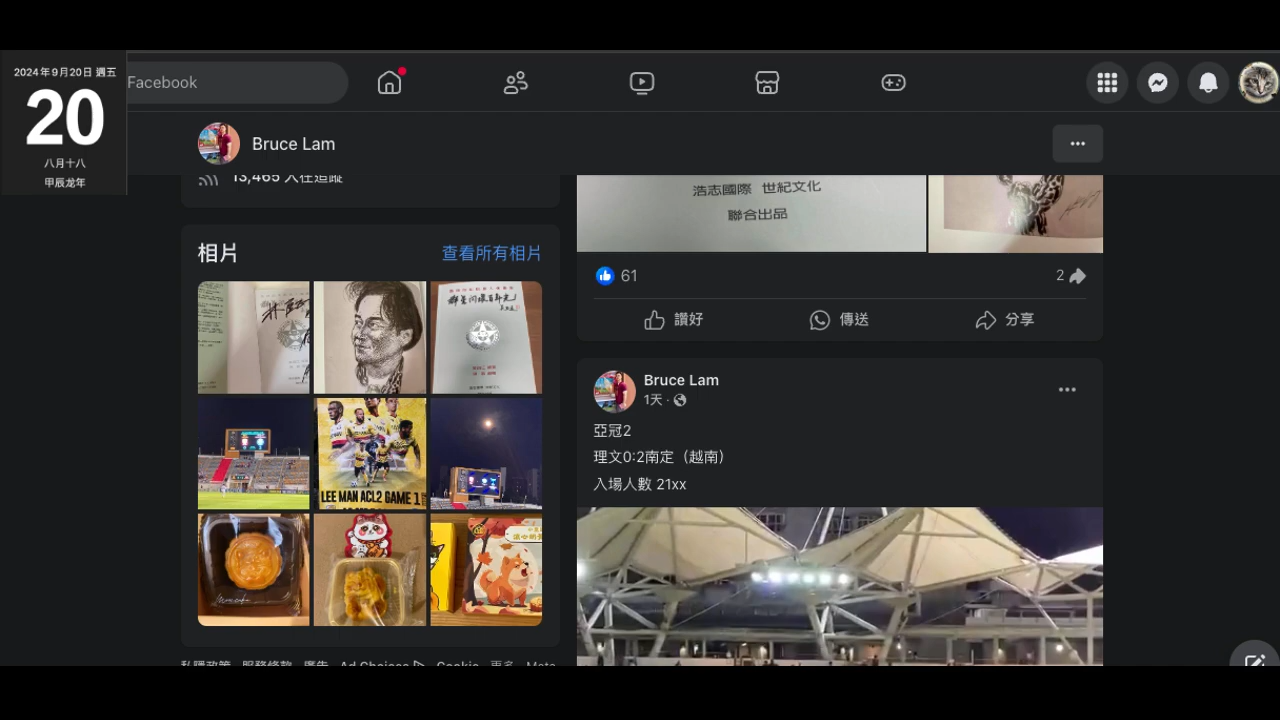 2024年9月20日 週五
20
八月十八
甲辰龙年
Facebook
Bruce Lam
13,465 人在追蹤
相片
查看所有相片
LEE MAN ACL2 GAME 1
浩志國際 世紀文化
聯合出品
61
2
讚好
傳送
分享
Bruce Lam
1天
亞冠2
理文0:2南定（越南）
入場人數 21xx
私隱政策 服務條款 廣告 Ad Choices Cookie 更多 Meta